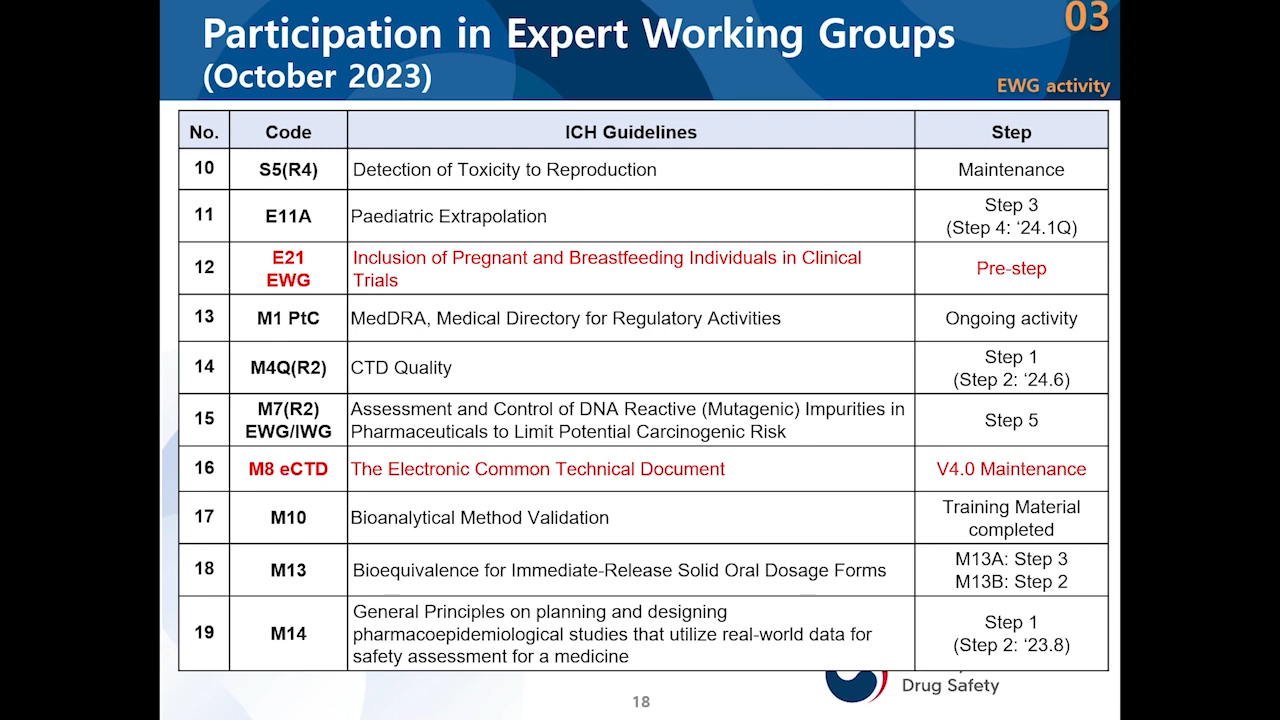 Participation in Expert Working Groups
(October 2023)
03
EWG activity
No. Code ICH Guidelines Step
10 S5(R4) Detection of Toxicity to Reproduction Maintenance
11 E11A Paediatric Extrapolation Step 3
(Step 4: ‘24.1Q)
12 E21 EWG Inclusion of Pregnant and Breastfeeding Individuals in Clinical
Trials Pre-step
13 M1 PtC MedDRA, Medical Directory for Regulatory Activities Ongoing activity
14 M4Q(R2) CTD Quality Step 1
(Step 2: ‘24.6)
15 M7(R2) EWG/IWG Assessment and Control of DNA Reactive (Mutagenic) Impurities in
Pharmaceuticals to Limit Potential Carcinogenic Risk Step 5
16 M8 eCTD The Electronic Common Technical Document V4.0 Maintenance
17 M10 Bioanalytical Method Validation Training Material
completed
18 M13 Bioequivalence for Immediate-Release Solid Oral Dosage Forms M13A: Step 3
M13B: Step 2
19 M14 General Principles on planning and designing
pharmacoepidemiological studies that utilize real-world data for
safety assessment for a medicine Step 1
(Step 2: ‘23.8)
Drug Safety
18